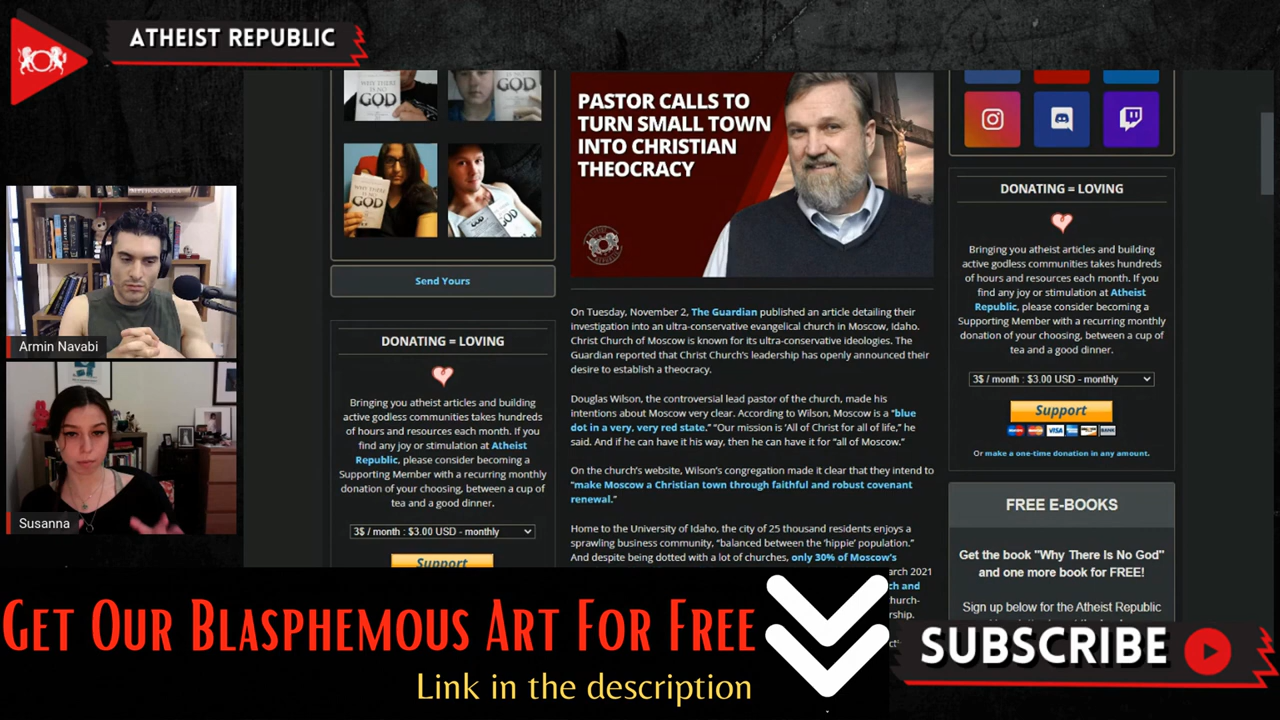 ATHEIST REPUBLIC
Armin Navabi
Susanna
WHY THERE IS NO GOD
GOD
GOD
Send Yours
DONATING = LOVING
Bringing you atheist articles and building
active godless communities takes hundreds
of hours and resources each month. If you
find any joy or stimulation at Atheist
Republic, please consider becoming a
Supporting Member with a recurring monthly
donation of your choosing, between a cup of
tea and a good dinner.
3$ / month : $3.00 USD - monthly
Support
PASTOR CALLS TO
TURN SMALL TOWN
INTO CHRISTIAN
THEOCRACY
On Tuesday, November 2, The Guardian published an article detailing their
investigation into an ultra-conservative evangelical church in Moscow, Idaho.
Christ Church of Moscow is known for its ultra-conservative ideologies. The
Guardian reported that Christ Church's leadership has openly announced their
desire to establish a theocracy.
Douglas Wilson, the controversial lead pastor of the church, made his
intentions about Moscow very clear. According to Wilson, Moscow is a “blue
dot in a very, very red state.” “Our mission is ‘All of Christ for all of life,” he
said. And if he can have it his way, then he can have it for “all of Moscow.”
On the church's website, Wilson's congregation made it clear that they intend to
“make Moscow a Christian town through faithful and robust covenant
renewal.”
Home to the University of Idaho, the city of 25 thousand residents enjoys a
sprawling business community, “balanced between the ‘hippie’ population.”
And despite being dotted with a lot of churches, only 30% of Moscow's
arch 2021
ch and
hurch-
rship.
DONATING = LOVING
Bringing you atheist articles and building
active godless communities takes hundreds
of hours and resources each month. If you
find any joy or stimulation at Atheist
Republic, please consider becoming a
Supporting Member with a recurring monthly
donation of your choosing, between a cup of
tea and a good dinner.
3$ / month : $3.00 USD - monthly
Support
VISA
BANK
Or make a one-time donation in any amount.
FREE E-BOOKS
Get the book "Why There Is No God"
and one more book for FREE!
Sign up below for the Atheist Republic
GET OUR BLASPHEMOUS ART FOR FREE
Link in the description
SUBSCRIBE